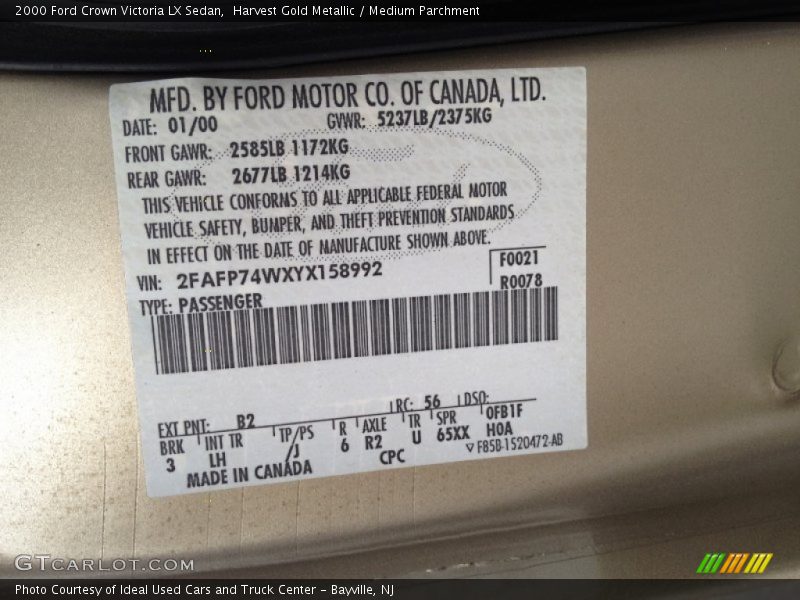 2000 Ford Crown Victoria LX Sedan,  Harvest Gold Metallic / Medium Parchment
MFD. BY FORD MOTOR CO. OF CANADA, LTD.
DATE: 01/00 GVWR: 5237LB/2375KG
FRONT GAWR: 2585LB 1172KG
REAR GAWR: 2677LB 1214KG
THIS VEHICLE CONFORMS TO ALL APPLICABLE FEDERAL MOTOR
VEHICLE SAFETY, BUMPER, AND THEFT PREVENTION STANDARDS
IN EFFECT ON THE DATE OF MANUFACTURE SHOWN ABOVE.
VIN: 2FAFP74WXYX158992 F0021
TYPE: PASSENGER R0078
EXT PNT: B2 RC: 56 DSO:
BRK INT TR TP/PS R AXLE TR SPR 0FB1F
3 LH J 6 R2 U 65XX H0A
MADE IN CANADA CPC F85B-1520472-AB
GTCARLOT.COM
Photo Courtesy of Ideal Used Cars and Truck Center – Bayville, NJ